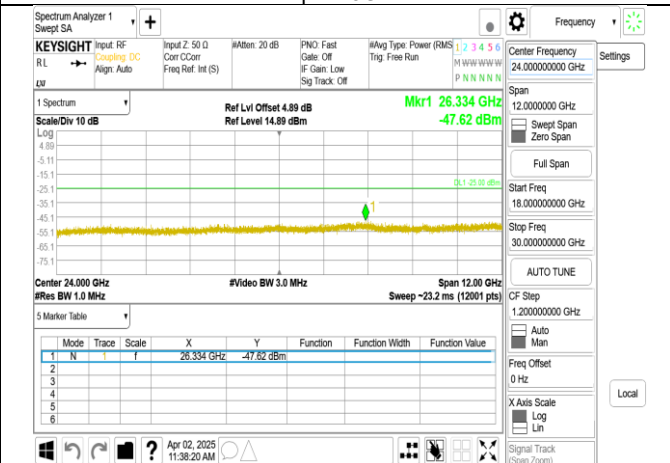 Spectrum Analyzer 1
Swept SA
+
Frequency
KEYSIGHT
Input: RF
Input Z: 50 Ω
#Atten: 20 dB
PNO: Fast
#Avg Type: Power (RMS
1 2 3 4 5 6
RL
Coupling: DC
Corr CCorr
Gate: Off
Trig: Free Run
M W W W W W
Align: Auto
Freq Ref: Int (S)
IF Gain: Low
Sig Track: Off
P N N N N N
LXI
Center Frequency
24.000000000 GHz
Settings
Span
12.0000000 GHz
Swept Span
Zero Span
Full Span
Start Freq
18.000000000 GHz
Stop Freq
30.000000000 GHz
AUTO TUNE
CF Step
1.200000000 GHz
Auto
Man
Freq Offset
0 Hz
X Axis Scale
Log
Lin
Local
Signal Track
(Span Zoom)
1 Spectrum
Ref Lvl Offset 4.89 dB
Mkr1 26.334 GHz
Scale/Div 10 dB
Ref Level 14.89 dBm
-47.62 dBm
Log
4.89
-5.11
-15.1
-25.1
DL1 -25.00 dBm
-35.1
-45.1
1
-55.1
-65.1
-75.1
Center 24.000 GHz
#Video BW 3.0 MHz
Span 12.00 GHz
#Res BW 1.0 MHz
Sweep ~23.2 ms (12001 pts)
5 Marker Table
Mode Trace Scale X Y Function Function Width Function Value
1 N 1 f 26.334 GHz -47.62 dBm
2
3
4
5
6
?
Apr 02, 2025
11:38:20 AM